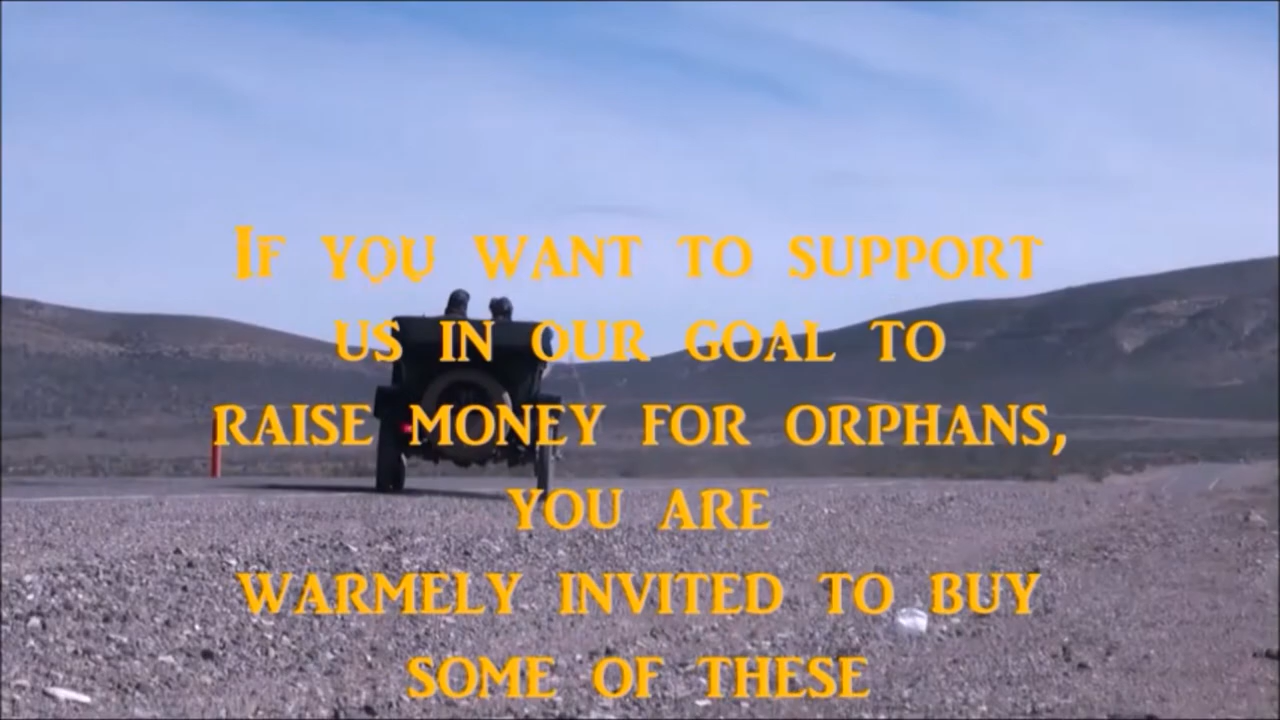 If you want to support
us in our goal to
raise money for orphans,
you are
warmely invited to buy
some of these